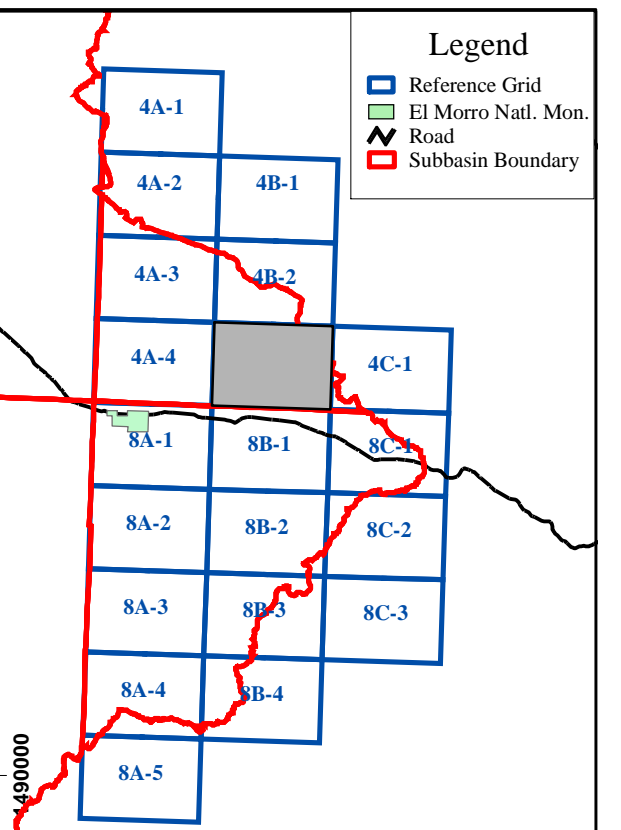 Legend
Reference Grid
El Morro Natl. Mon.
Road
Subbasin Boundary
4A-1
4A-2
4B-1
4A-3
4B-2
4A-4
4C-1
8A-1
8B-1
8C-1
8A-2
8B-2
8C-2
8A-3
8B-3
8C-3
8A-4
8B-4
8A-5
1490000